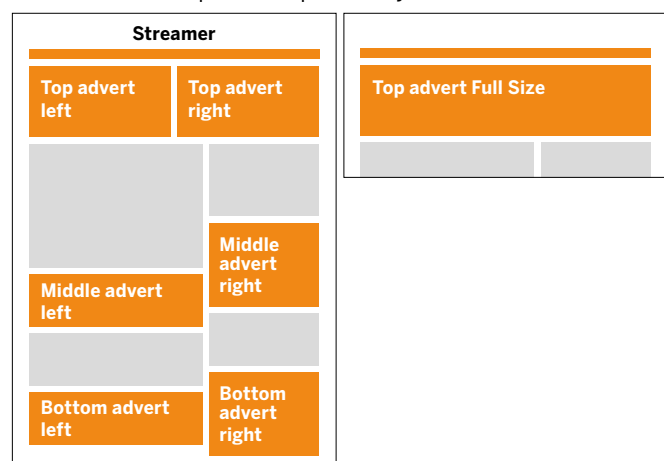 Streamer
Top advert
left
Top advert
right
Middle
advert
right
Middle advert
left
Bottom advert
left
Bottom
advert
right
Top advert Full Size